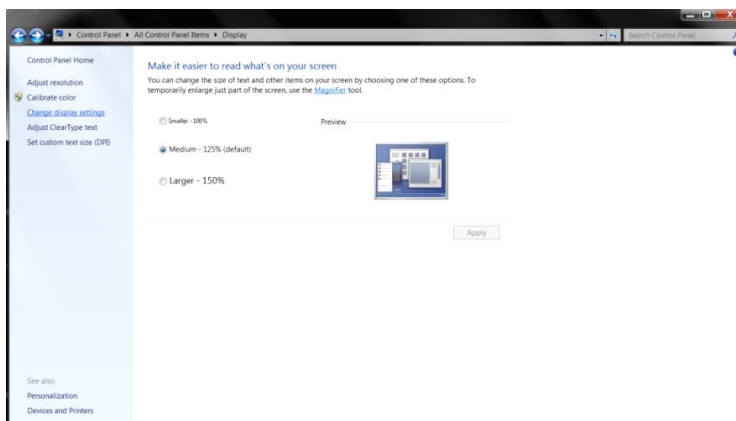 Control Panel ▸ All Control Panel Items ▸ Display
Search Control Panel
Control Panel Home
Adjust resolution
Calibrate color
Change display settings
Adjust ClearType text
Set custom text size (DPI)
Make it easier to read what's on your screen
You can change the size of text and other items on your screen by choosing one of these options. To
temporarily enlarge just part of the screen, use the Magnifier tool.
Smaller - 100%
Preview
Medium - 125% (default)
Larger - 150%
Apply
See also
Personalization
Devices and Printers